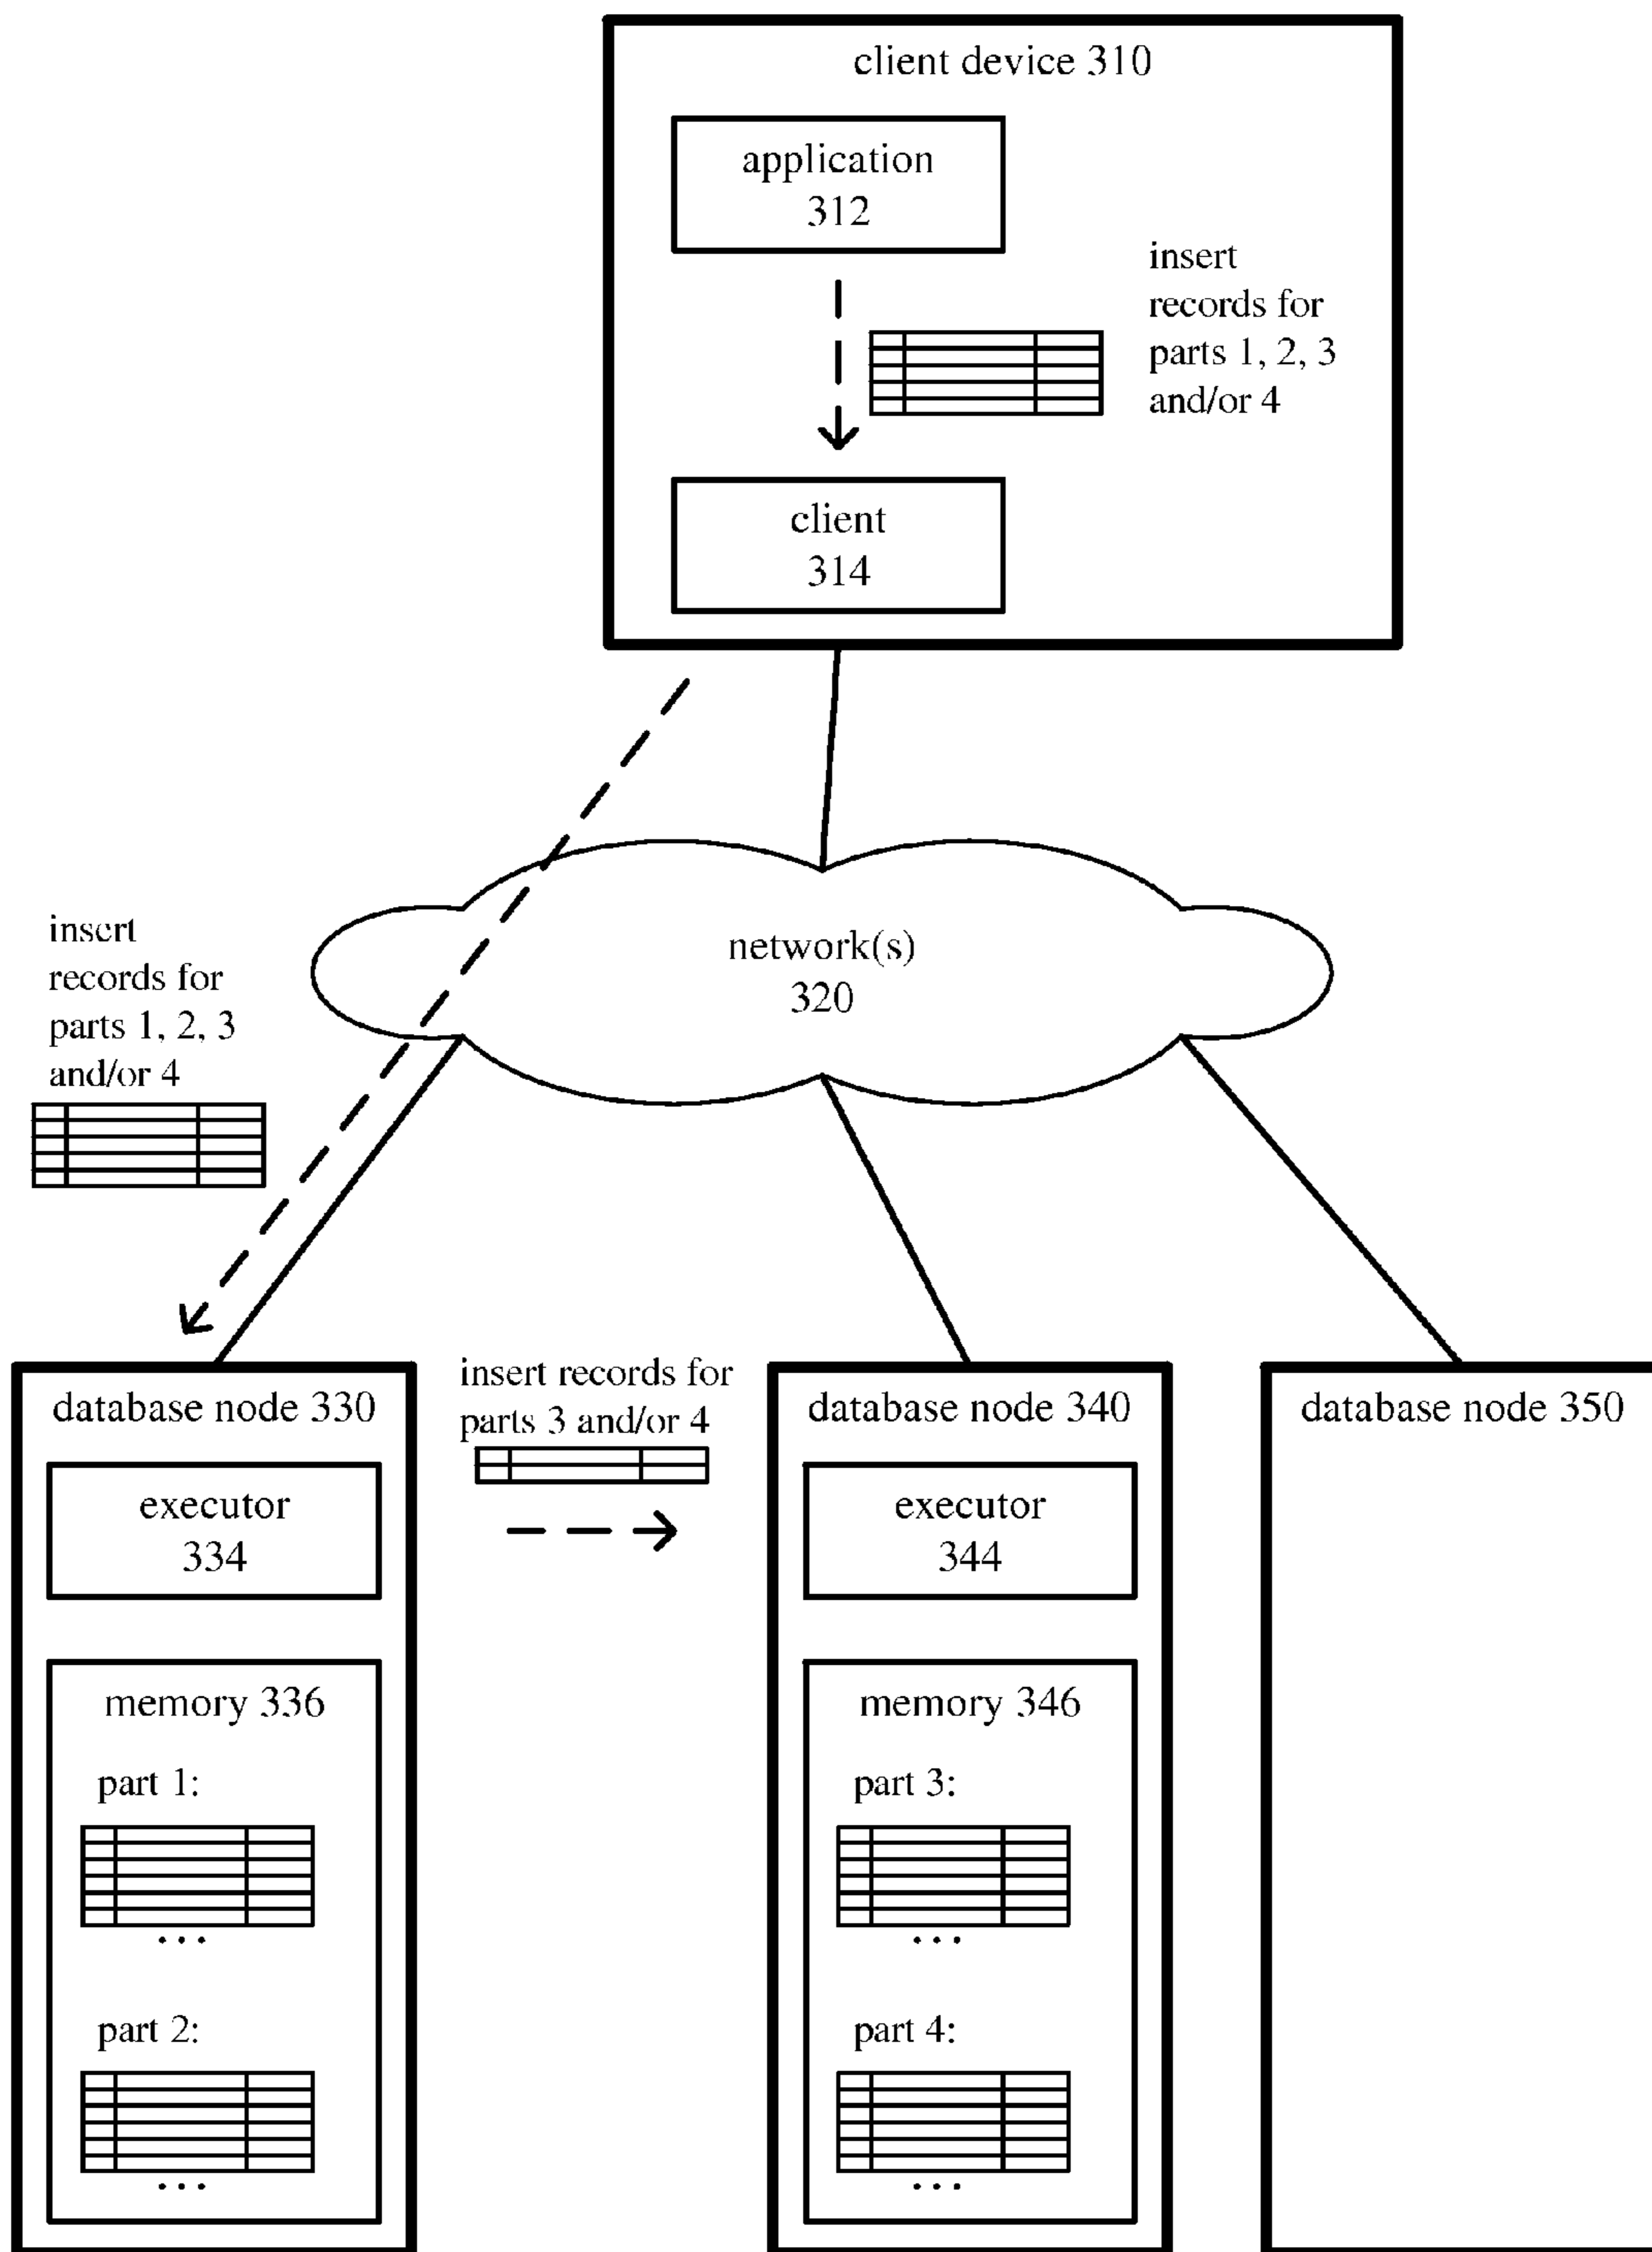 client device 310
application
312
insert
records for
parts 1, 2, 3
and/or 4
client
314
network(s)
320
insert
records for
parts 1, 2, 3
and/or 4
database node 330
insert records for
parts 3 and/or 4
database node 340
database node 350
executor
334
executor
344
memory 336
part 1:
...
part 2:
...
memory 346
part 3:
...
part 4:
...